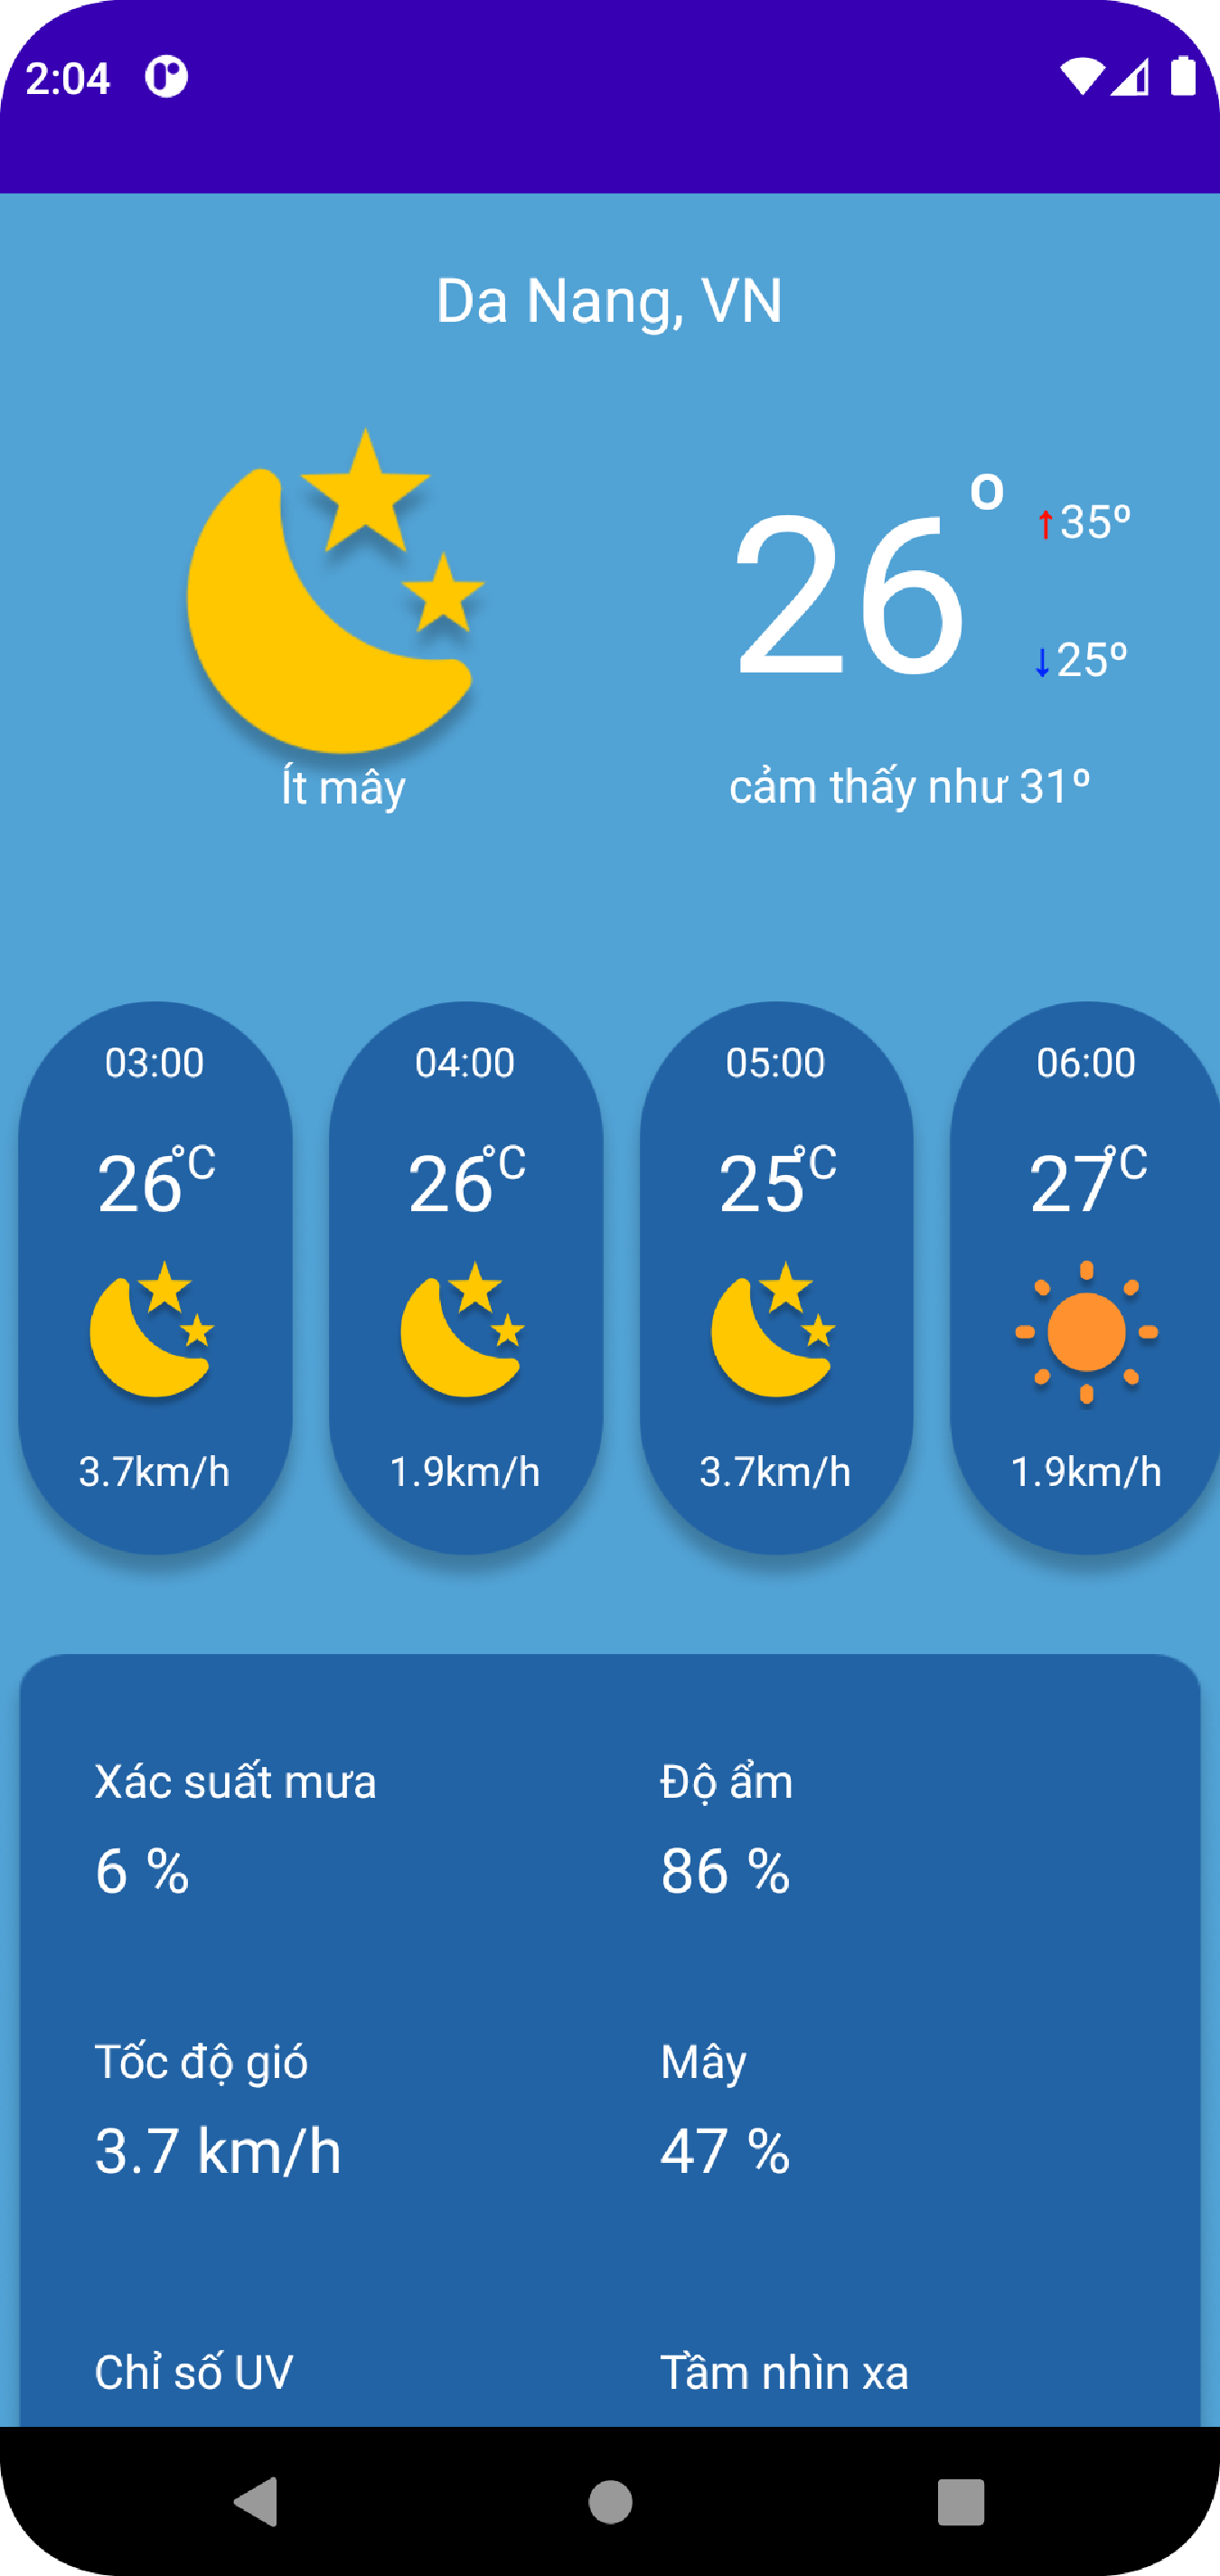 2:04
Da Nang, VN
26°
↑35º
↓25º
Ít mây
cảm thấy như 31º
03:00 04:00 05:00 06:00
26°C 26°C 25°C 27°C
3.7km/h 1.9km/h 3.7km/h 1.9km/h
Xác suất mưa Độ ẩm
6 % 86 %
Tốc độ gió Mây
3.7 km/h 47 %
Chỉ số UV Tầm nhìn xa